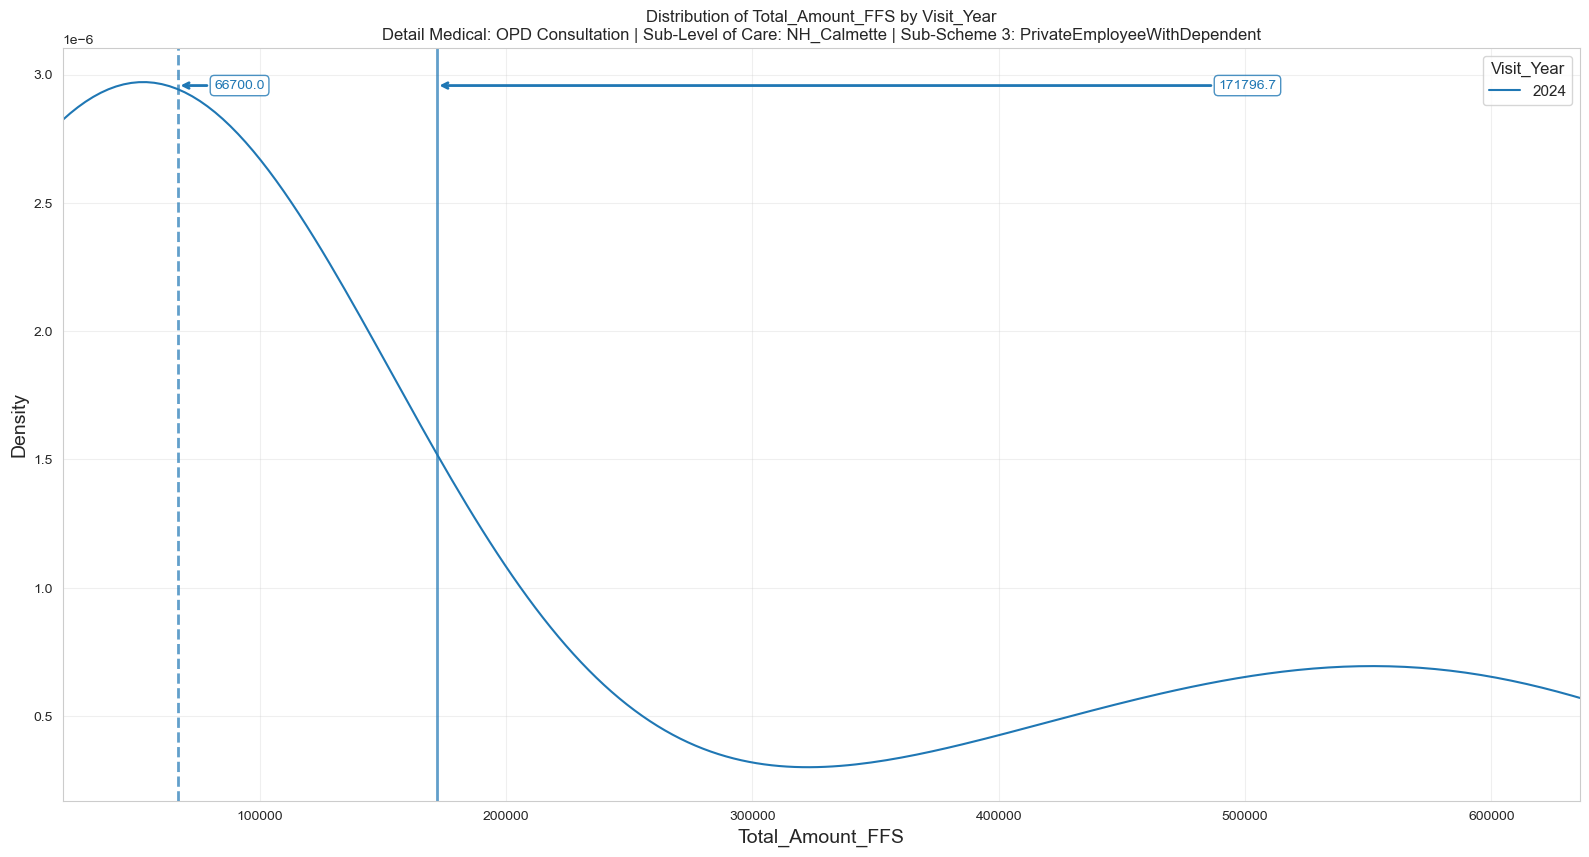 Distribution of Total_Amount_FFS by Visit_Year
Detail Medical: OPD Consultation | Sub-Level of Care: NH_Calmette | Sub-Scheme 3: PrivateEmployeeWithDependent
1e−6
3.0
2.5
2.0
1.5
1.0
0.5
Density
66700.0
171796.7
Visit_Year
2024
100000
200000
300000
400000
500000
600000
Total_Amount_FFS